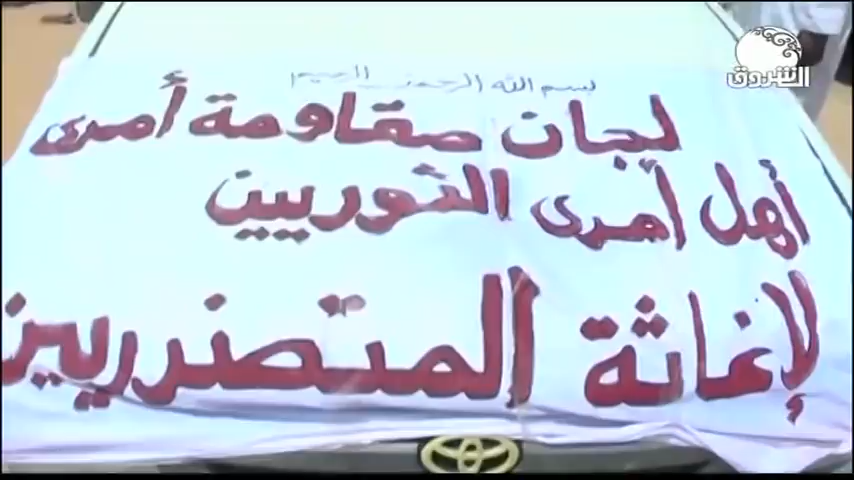 الشروق
بسم الله الرحمن الرحيم
لجان مقاومة أمري
أهل أمري الثوريين
لإغاثة المتضررين